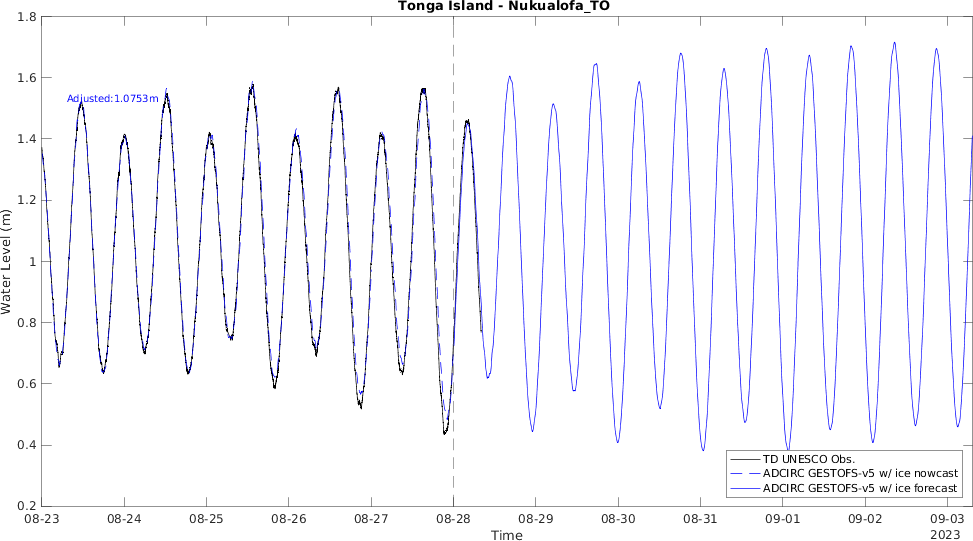 Tonga Island - Nukualofa_TO
1.8
1.6
1.4
1.2
1
0.8
0.6
0.4
0.2
Water Level (m)
Adjusted:1.0753m
TD UNESCO Obs.
ADCIRC GESTOFS-v5 w/ ice nowcast
ADCIRC GESTOFS-v5 w/ ice forecast
08-23 08-24 08-25 08-26 08-27 08-28 08-29 08-30 08-31 09-01 09-02 09-03
2023
Time